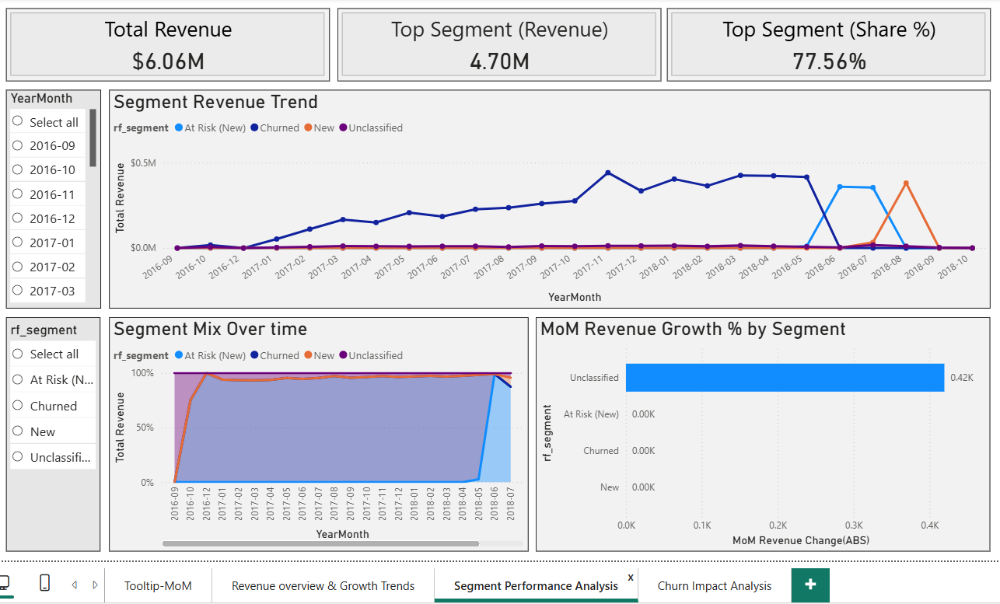 Total Revenue
$6.06M
Top Segment (Revenue)
4.70M
Top Segment (Share %)
77.56%
YearMonth
Select all
2016-09
2016-10
2016-11
2016-12
2017-01
2017-02
2017-03
Segment Revenue Trend
rf_segment At Risk (New) Churned New Unclassified
Total Revenue
$0.5M
$0.0M
2016-09 2016-10 2016-12 2017-01 2017-02 2017-03 2017-04 2017-05 2017-06 2017-07 2017-08 2017-09 2017-10 2017-11 2017-12 2018-01 2018-02 2018-03 2018-04 2018-05 2018-06 2018-07 2018-08 2018-09 2018-10
YearMonth
rf_segment
Select all
At Risk (N...
Churned
New
Unclassifi...
Segment Mix Over time
rf_segment At Risk (New) Churned New Unclassified
Total Revenue
100%
50%
0%
2016-09 2016-10 2016-12 2017-01 2017-02 2017-03 2017-04 2017-05 2017-06 2017-07 2017-08 2017-09 2017-10 2017-11 2017-12 2018-01 2018-02 2018-03 2018-04 2018-05 2018-06 2018-07
YearMonth
MoM Revenue Growth % by Segment
rf_segment
Unclassified 0.42K
At Risk (New) 0.00K
Churned 0.00K
New 0.00K
0.0K 0.1K 0.2K 0.3K 0.4K
MoM Revenue Change(ABS)
Tooltip-MoM
Revenue overview & Growth Trends
Segment Performance Analysis x
Churn Impact Analysis
+